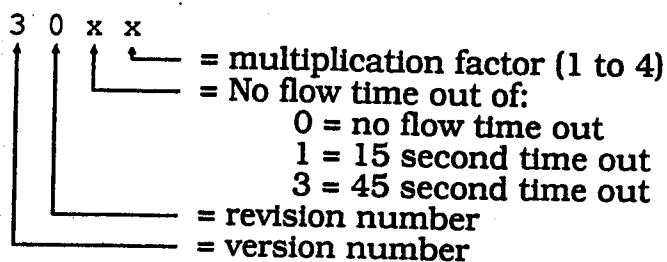 3 0 x x
= multiplication factor (1 to 4)
= No flow time out of:
0 = no flow time out
1 = 15 second time out
3 = 45 second time out
= revision number
= version number